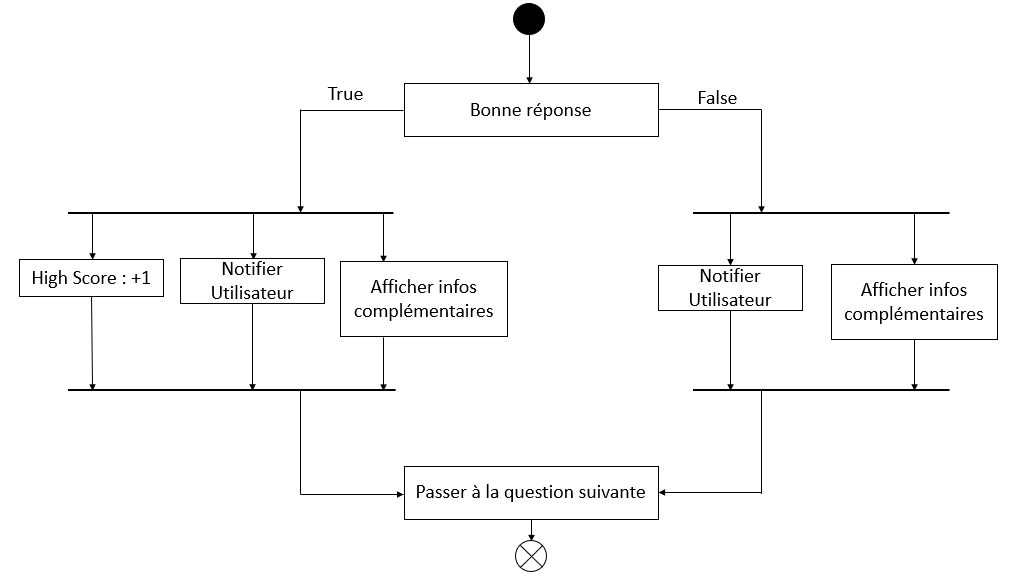 Bonne réponse
True
False
High Score : +1
Notifier
Utilisateur
Afficher infos
complémentaires
Notifier
Utilisateur
Afficher infos
complémentaires
Passer à la question suivante